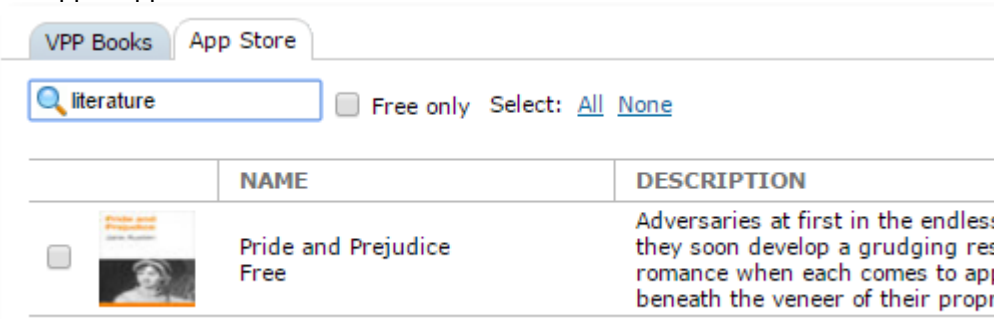 VPP Books
App Store
literature
Free only Select: All None
NAME
DESCRIPTION
Pride and
Prejudice
Jane Austen
Pride and Prejudice
Free
Adversaries at first in the endless
they soon develop a grudging res
romance when each comes to app
beneath the veneer of their propr